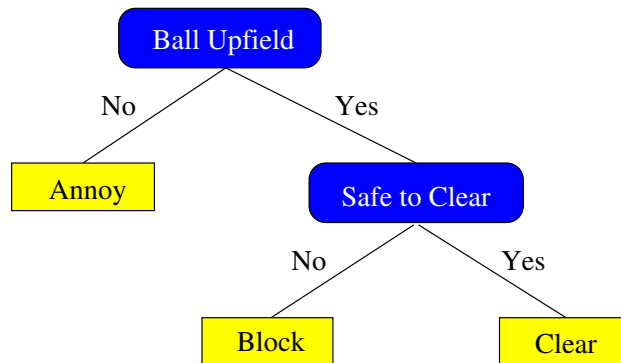 Ball Upfield
No
Yes
Annoy
Safe to Clear
No
Yes
Block
Clear